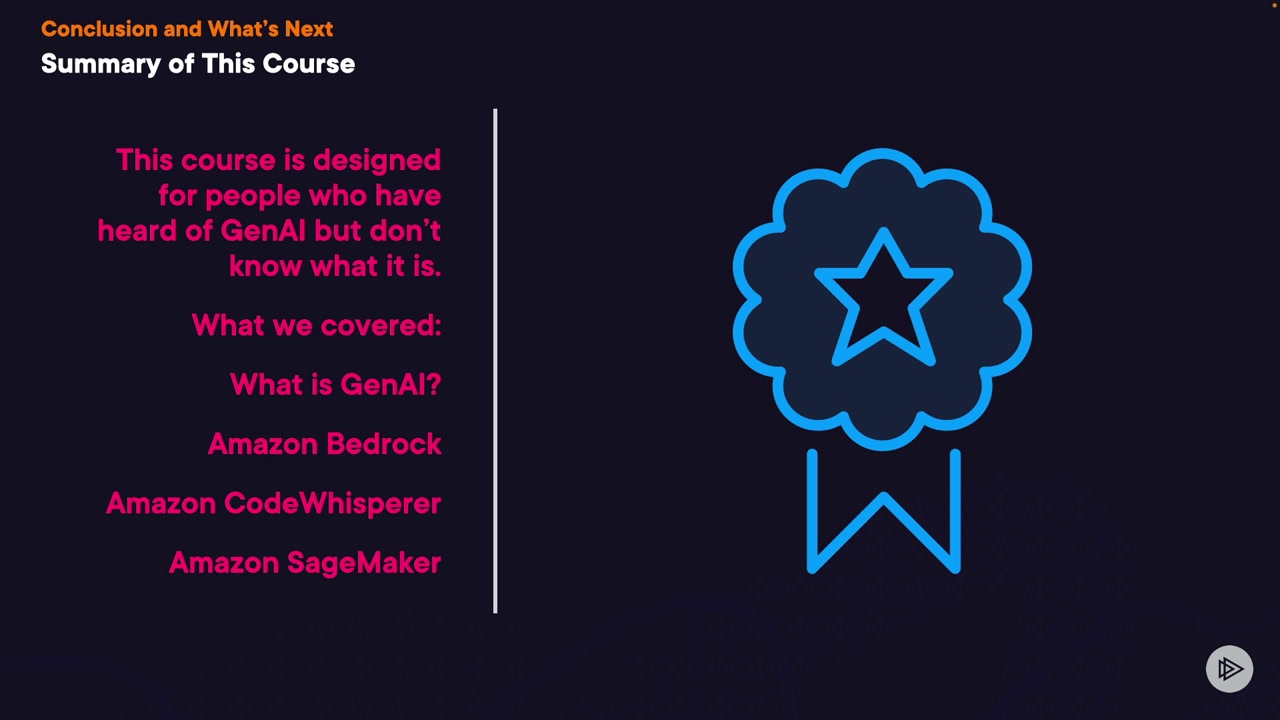 Conclusion and What’s Next
Summary of This Course
This course is designed
for people who have
heard of GenAI but don’t
know what it is.
What we covered:
What is GenAI?
Amazon Bedrock
Amazon CodeWhisperer
Amazon SageMaker